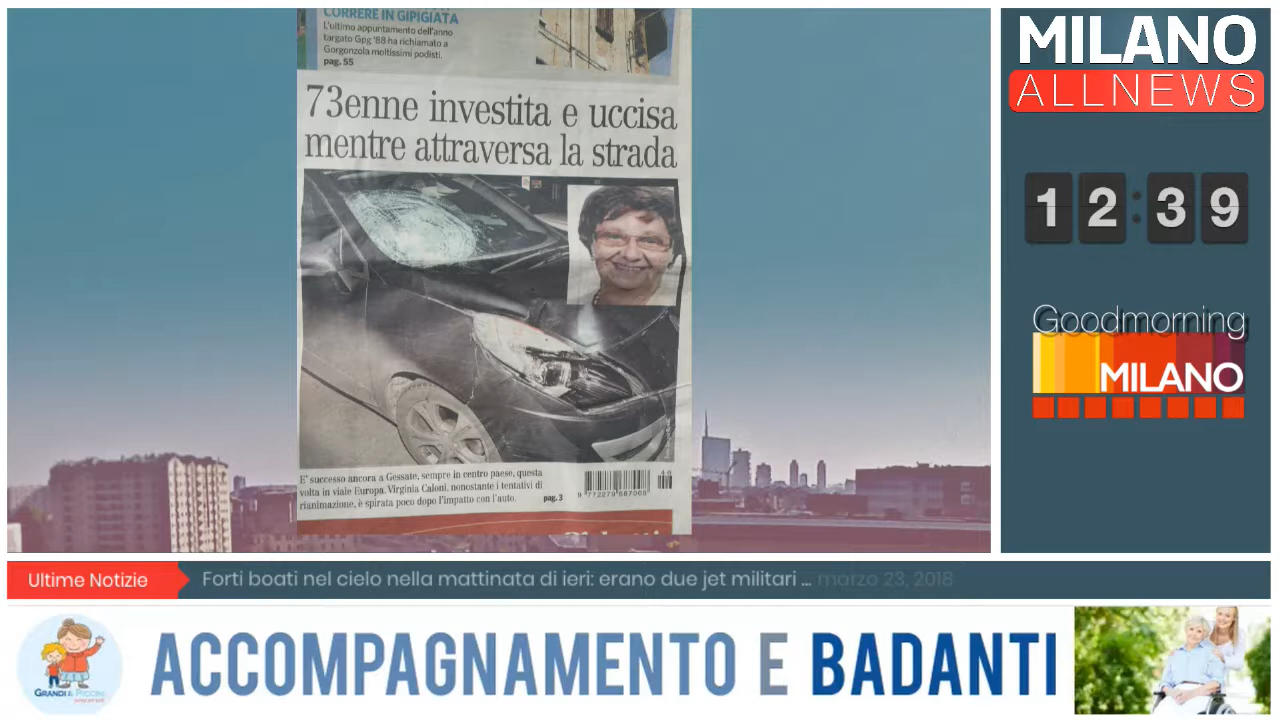 CORRERE IN GIPIGIATA
L'ultimo appuntamento dell'anno
targato Gpg '88 ha richiamato a
Gorgonzola moltissimi podisti.
pag. 55
73enne investita e uccisa
mentre attraversa la strada
E' successo ancora a Gessate, sempre in centro paese, questa
volta in viale Europa. Virginia Caloni, nonostante i tentativi di
rianimazione, è spirata poco dopo l'impatto con l'auto.
pag. 3
MILANO
ALLNEWS
12:39
Goodmorning
MILANO
Ultime Notizie
Forti boati nel cielo nella mattinata di ieri: erano due jet militari ... marzo 23, 2018
GRANDI & PICCINI
ACCOMPAGNAMENTO E BADANTI